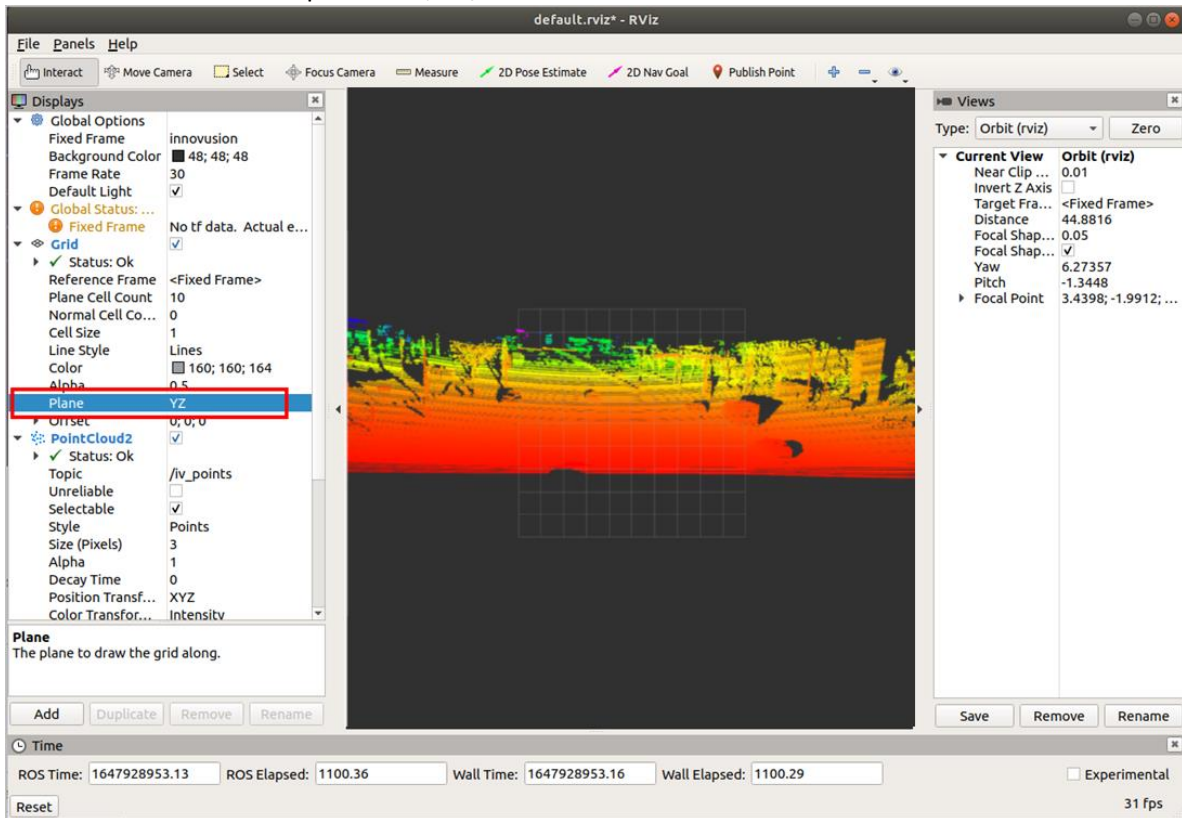 default.rviz* - RViz
File Panels Help
Interact Move Camera Select Focus Camera Measure 2D Pose Estimate 2D Nav Goal Publish Point
Displays
Global Options
Fixed Frame innovusion
Background Color 48; 48; 48
Frame Rate 30
Default Light
Global Status: ...
Fixed Frame No tf data. Actual e...
Grid
Status: Ok
Reference Frame <Fixed Frame>
Plane Cell Count 10
Normal Cell Co... 0
Cell Size 1
Line Style Lines
Color 160; 160; 164
Alpha 0.5
Plane YZ
Offset 0; 0; 0
PointCloud2
Status: Ok
Topic /iv_points
Unreliable
Selectable
Style Points
Size (Pixels) 3
Alpha 1
Decay Time 0
Position Transf... XYZ
Color Transfor... Intensity
Plane
The plane to draw the grid along.
Add Duplicate Remove Rename
Views
Type: Orbit (rviz) Zero
Current View Orbit (rviz)
Near Clip ... 0.01
Invert Z Axis
Target Fra... <Fixed Frame>
Distance 44.8816
Focal Shap... 0.05
Focal Shap...
Yaw 6.27357
Pitch -1.3448
Focal Point 3.4398; -1.9912; ...
Save Remove Rename
Time
ROS Time: 1647928953.13 ROS Elapsed: 1100.36 Wall Time: 1647928953.16 Wall Elapsed: 1100.29 Experimental
Reset 31 fps